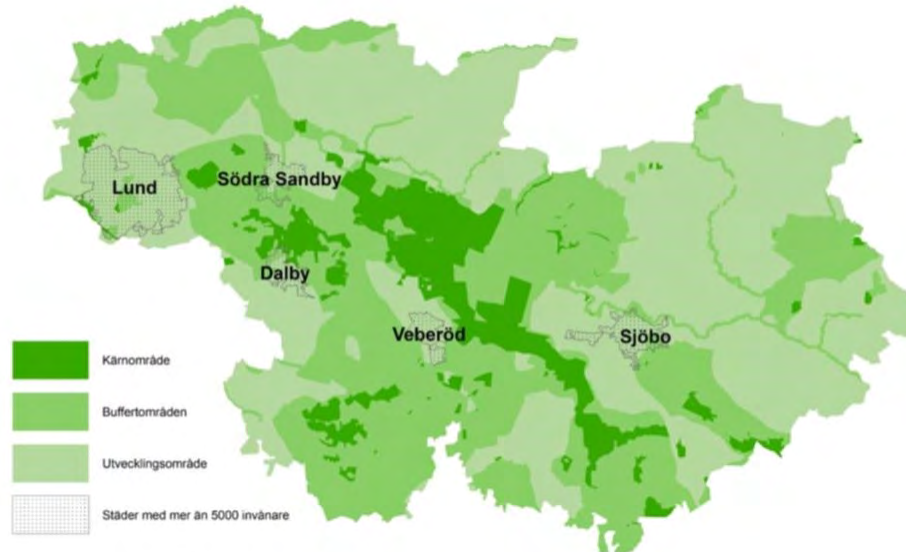 Lund
Södra Sandby
Dalby
Veberöd
Sjöbo
Kärnområde
Buffertområden
Utvecklingsområde
Städer med mer än 5000 invånare